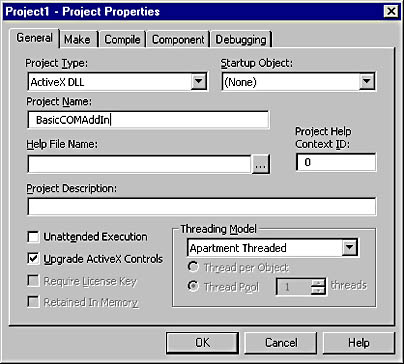 Project1 - Project Properties
General Make Compile Component Debugging
Project Type: Startup Object:
ActiveX DLL (None)
Project Name:
BasicCOMAddIn
Help File Name: Project Help Context ID:
... 0
Project Description:
Unattended Execution
Upgrade ActiveX Controls
Require License Key
Retained In Memory
Threading Model
Apartment Threaded
Thread per Object
Thread Pool 1 threads
OK Cancel Help